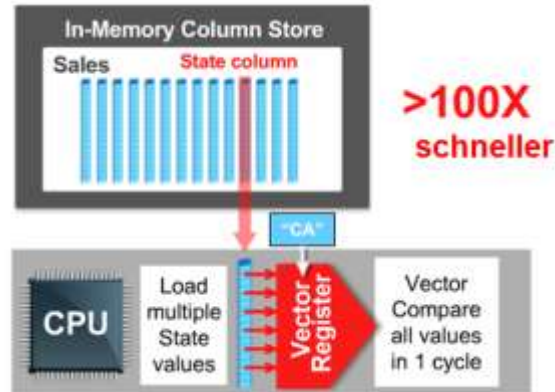 In-Memory Column Store
Sales
State column
>100X
schneller
"CA"
CPU
Load
multiple
State
values
Vector
Register
Vector
Compare
all values
in 1 cycle